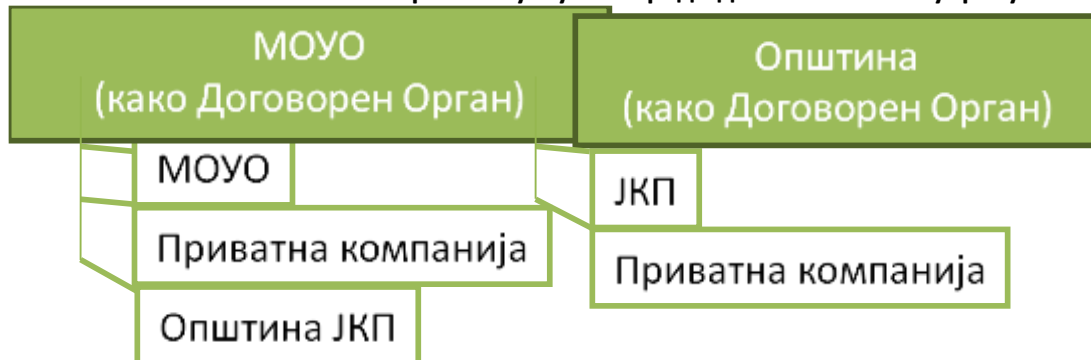 МОУО
(како Договорен Орган)
МОУО
Приватна компанија
Општина ЈКП
Општина
(како Договорен Орган)
ЈКП
Приватна компанија